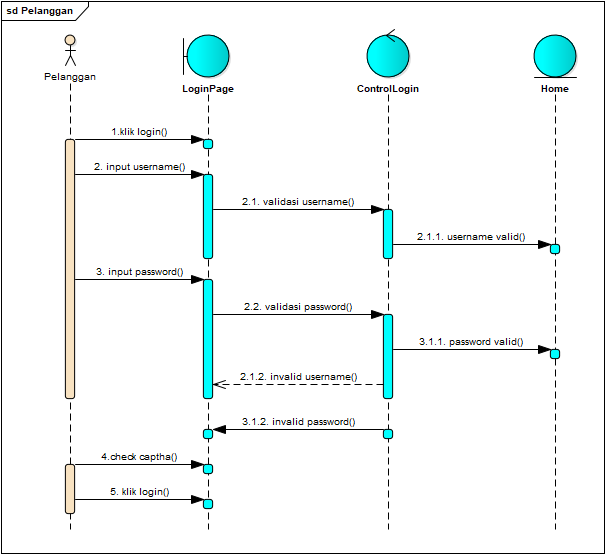 sd Pelanggan
Pelanggan
LoginPage
ControlLogin
Home
1.klik login()
2. input username()
2.1. validasi username()
2.1.1. username valid()
3. input password()
2.2. validasi password()
3.1.1. password valid()
2.1.2. invalid username()
3.1.2. invalid password()
4.check captha()
5. klik login()